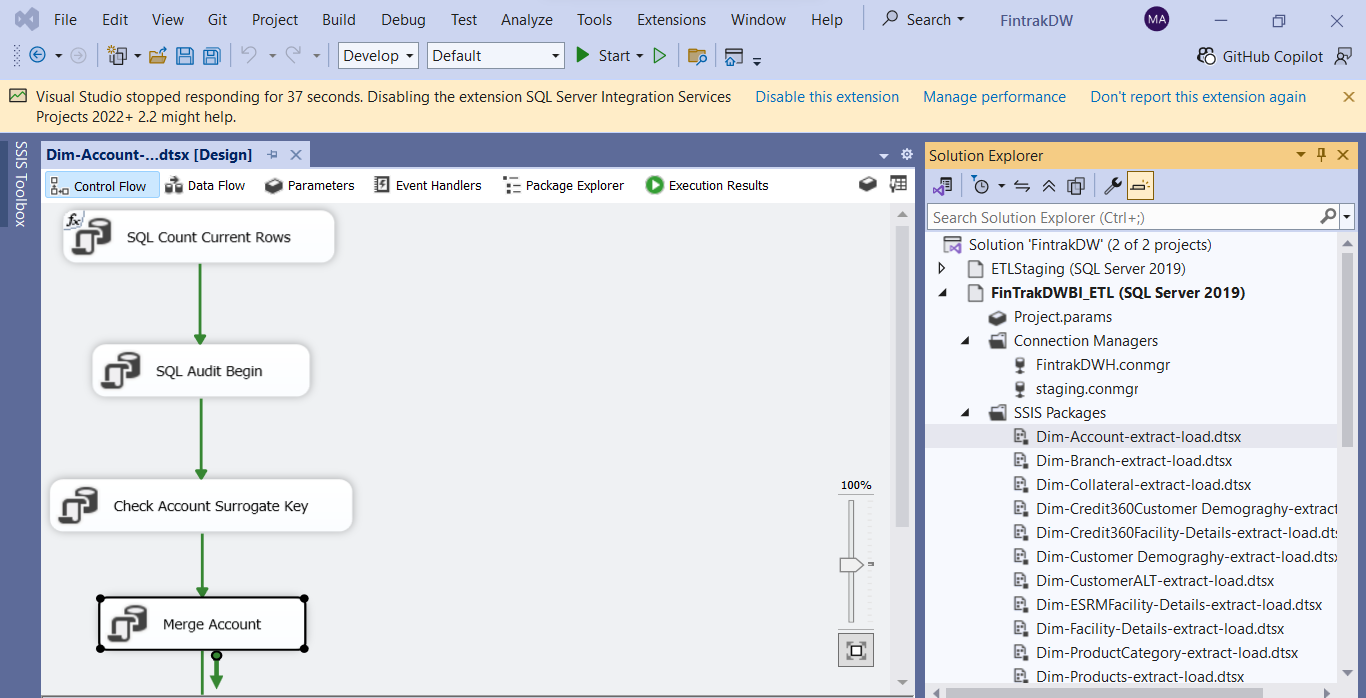 File Edit View Git Project Build Debug Test Analyze Tools Extensions Window Help Search FintrakDW MA
Develop Default Start GitHub Copilot
Visual Studio stopped responding for 37 seconds. Disabling the extension SQL Server Integration Services Disable this extension Manage performance Don't report this extension again
Projects 2022+ 2.2 might help.
SSIS Toolbox
Dim-Account-...dtsx [Design]
Control Flow Data Flow Parameters Event Handlers Package Explorer Execution Results
fx
SQL Count Current Rows
SQL Audit Begin
Check Account Surrogate Key
Merge Account
100%
Solution Explorer
Search Solution Explorer (Ctrl+;)
Solution 'FintrakDW' (2 of 2 projects)
ETLStaging (SQL Server 2019)
FinTrakDWBI_ETL (SQL Server 2019)
Project.params
Connection Managers
FintrakDWH.conmgr
staging.conmgr
SSIS Packages
Dim-Account-extract-load.dtsx
Dim-Branch-extract-load.dtsx
Dim-Collateral-extract-load.dtsx
Dim-Credit360Customer Demograghy-extract
Dim-Credit360Facility-Details-extract-load.dts
Dim-Customer Demograghy-extract-load.dtsx
Dim-CustomerALT-extract-load.dtsx
Dim-ESRMFacility-Details-extract-load.dtsx
Dim-Facility-Details-extract-load.dtsx
Dim-ProductCategory-extract-load.dtsx
Dim-Products-extract-load.dtsx